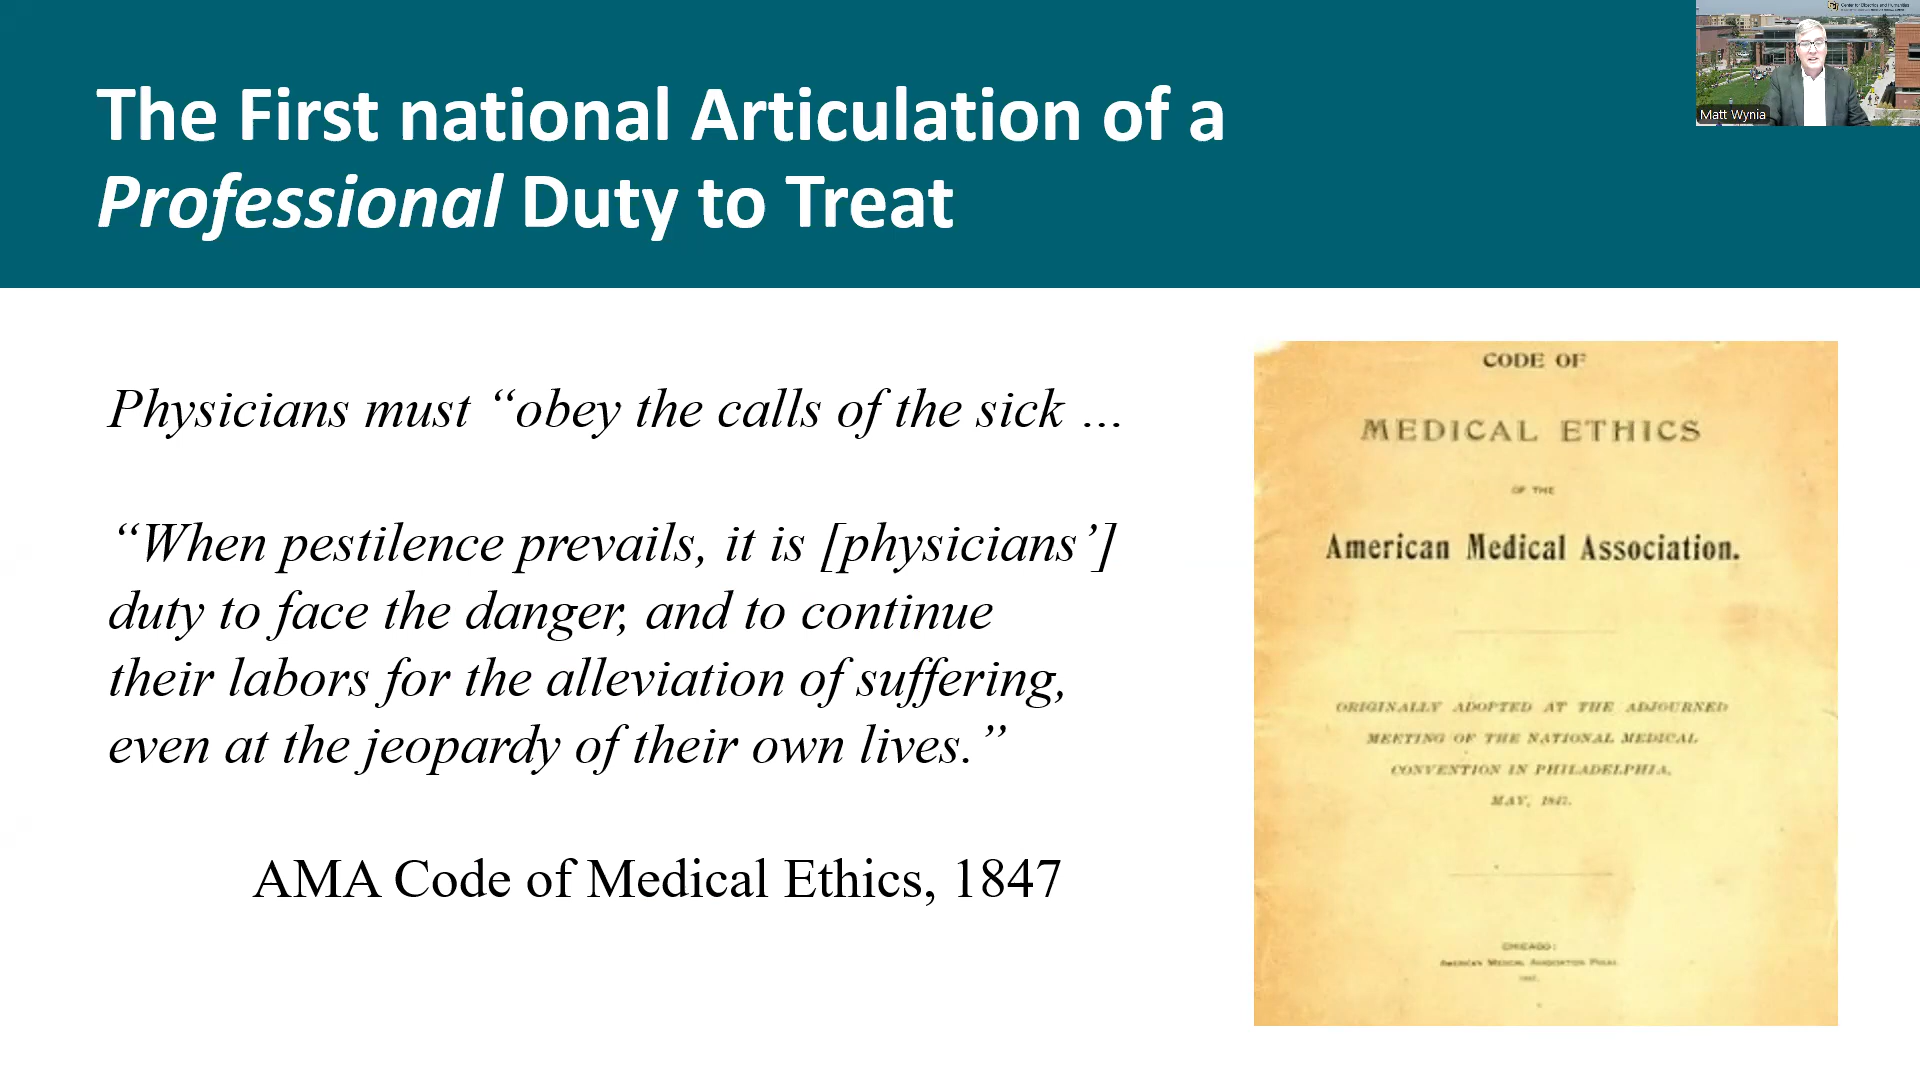 The First national Articulation of a
Professional Duty to Treat
Matt Wynia
Physicians must “obey the calls of the sick ...
“When pestilence prevails, it is [physicians’]
duty to face the danger, and to continue
their labors for the alleviation of suffering,
even at the jeopardy of their own lives.”
AMA Code of Medical Ethics, 1847
CODE OF
MEDICAL ETHICS
OF THE
American Medical Association.
ORIGINALLY ADOPTED AT THE ADJOURNED
MEETING OF THE NATIONAL MEDICAL
CONVENTION IN PHILADELPHIA,
MAY, 1847.
CHICAGO:
AMERICAN MEDICAL ASSOCIATION PRESS